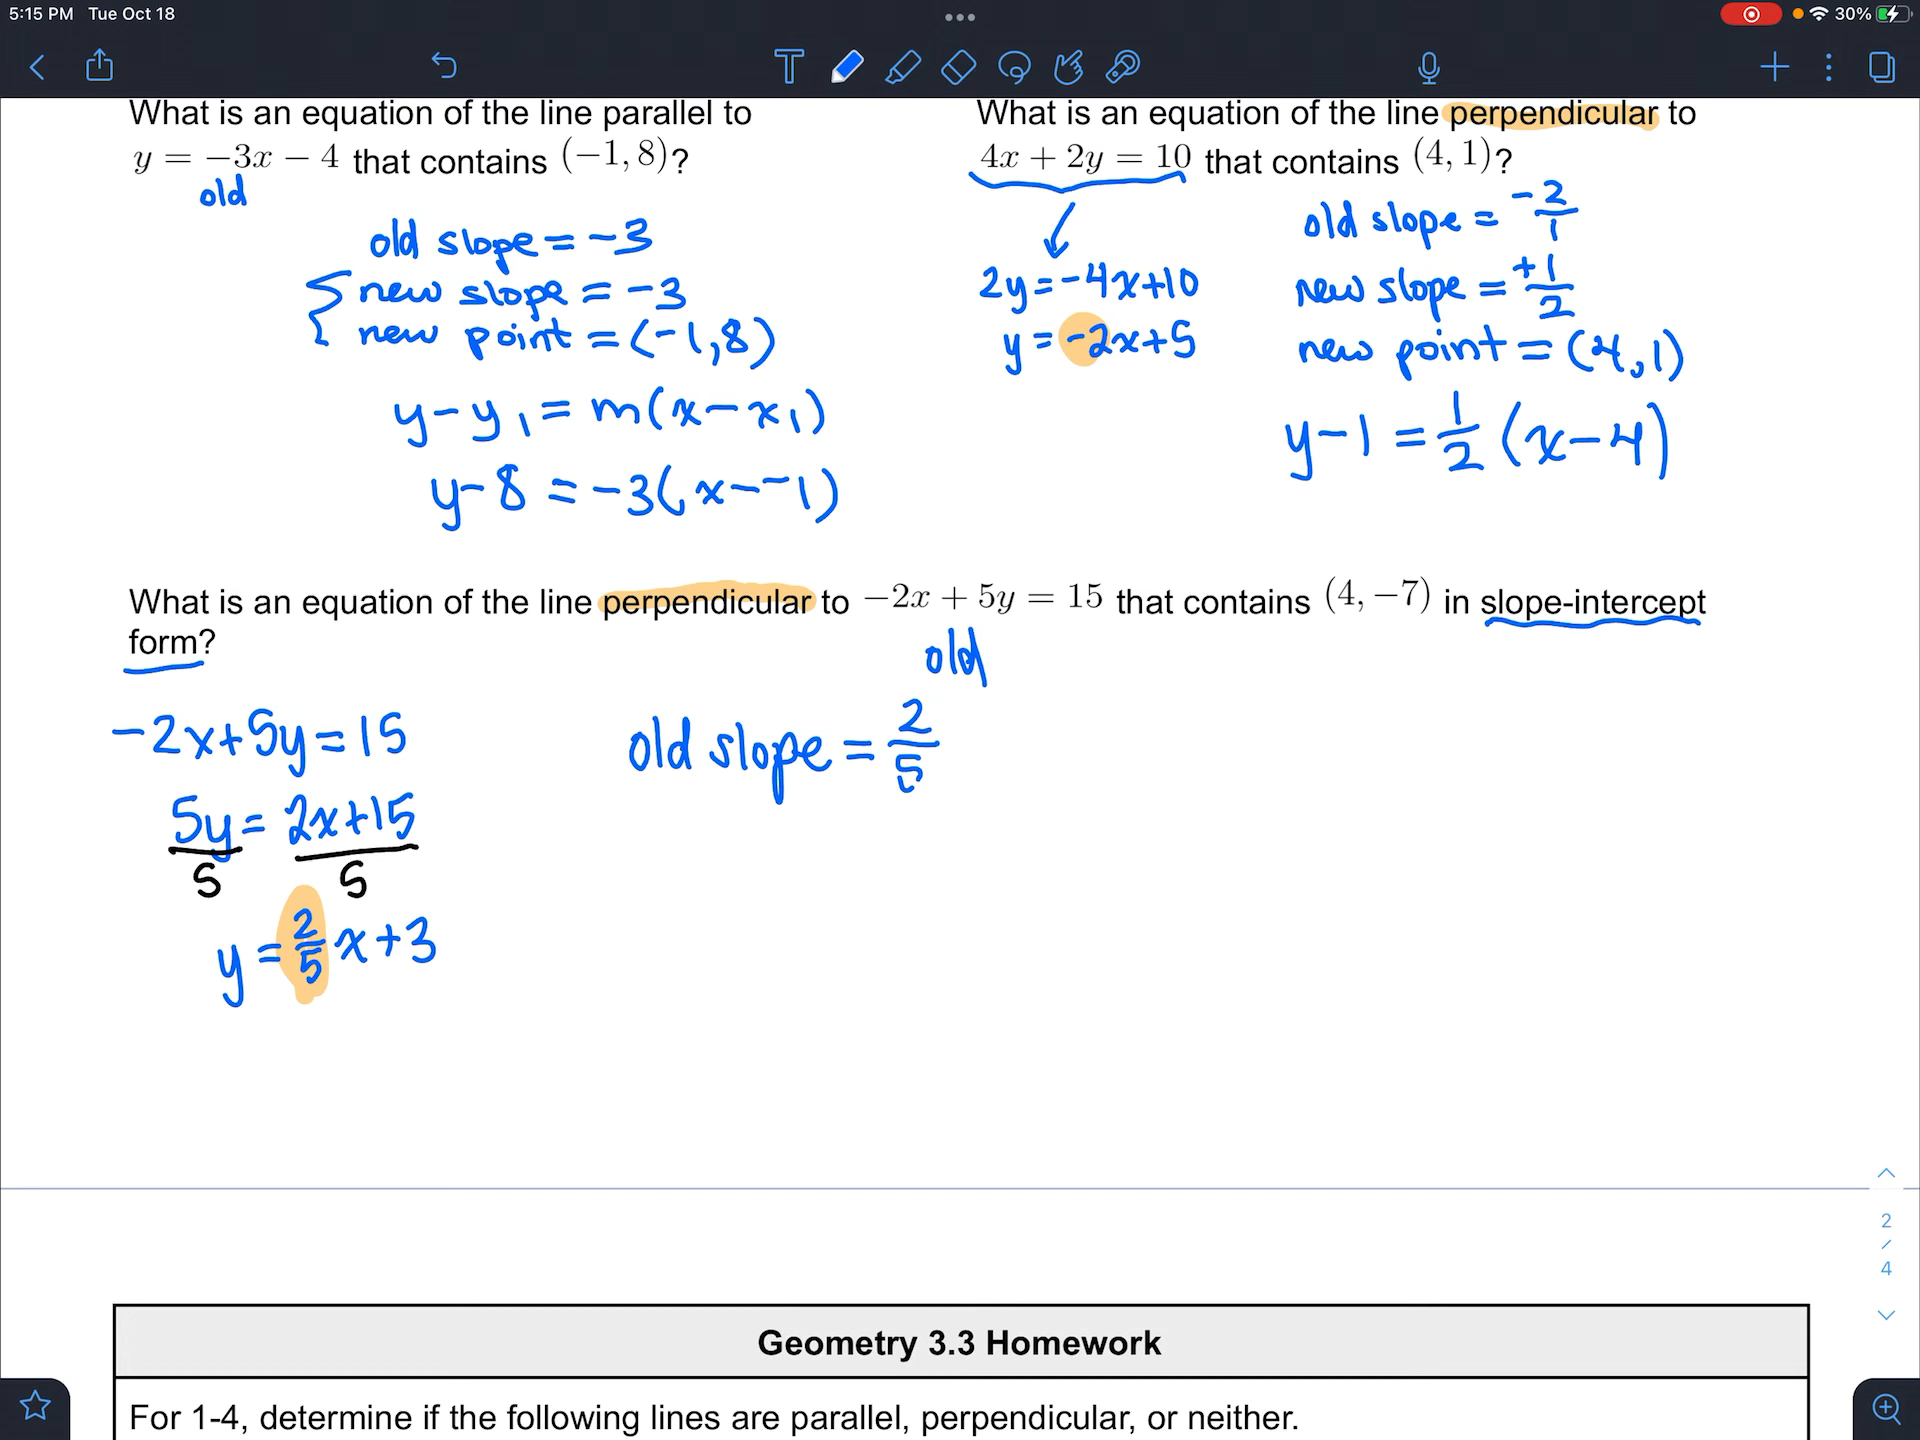 5:15 PM Tue Oct 18
30%
What is an equation of the line parallel to
y = −3x − 4 that contains (−1, 8)?
old
old slope = -3
new slope = -3
new point = (-1,8)
y-y₁ = m(x-x₁)
y-8 = -3(x--1)
What is an equation of the line perpendicular to
4x + 2y = 10 that contains (4, 1)?
2y=-4x+10
y=-2x+5
old slope = -2/1
new slope = +1/2
new point = (4,1)
y-1 = 1/2 (x-4)
What is an equation of the line perpendicular to −2x + 5y = 15 that contains (4, −7) in slope-intercept
form?
old
-2x+5y=15
5y = 2x+15
5 5
y = 2/5 x+3
old slope = 2/5
2
/
4
Geometry 3.3 Homework
For 1-4, determine if the following lines are parallel, perpendicular, or neither.